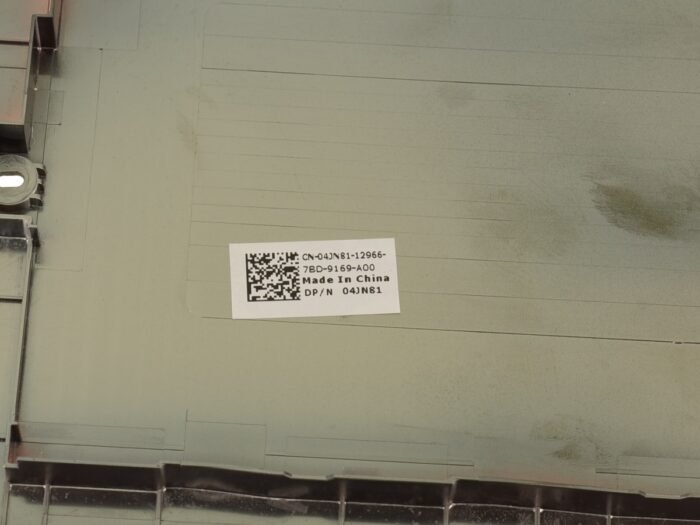 CN-04JN81-12966-
7BD-9169-A00
Made In China
DP/N 04JN81